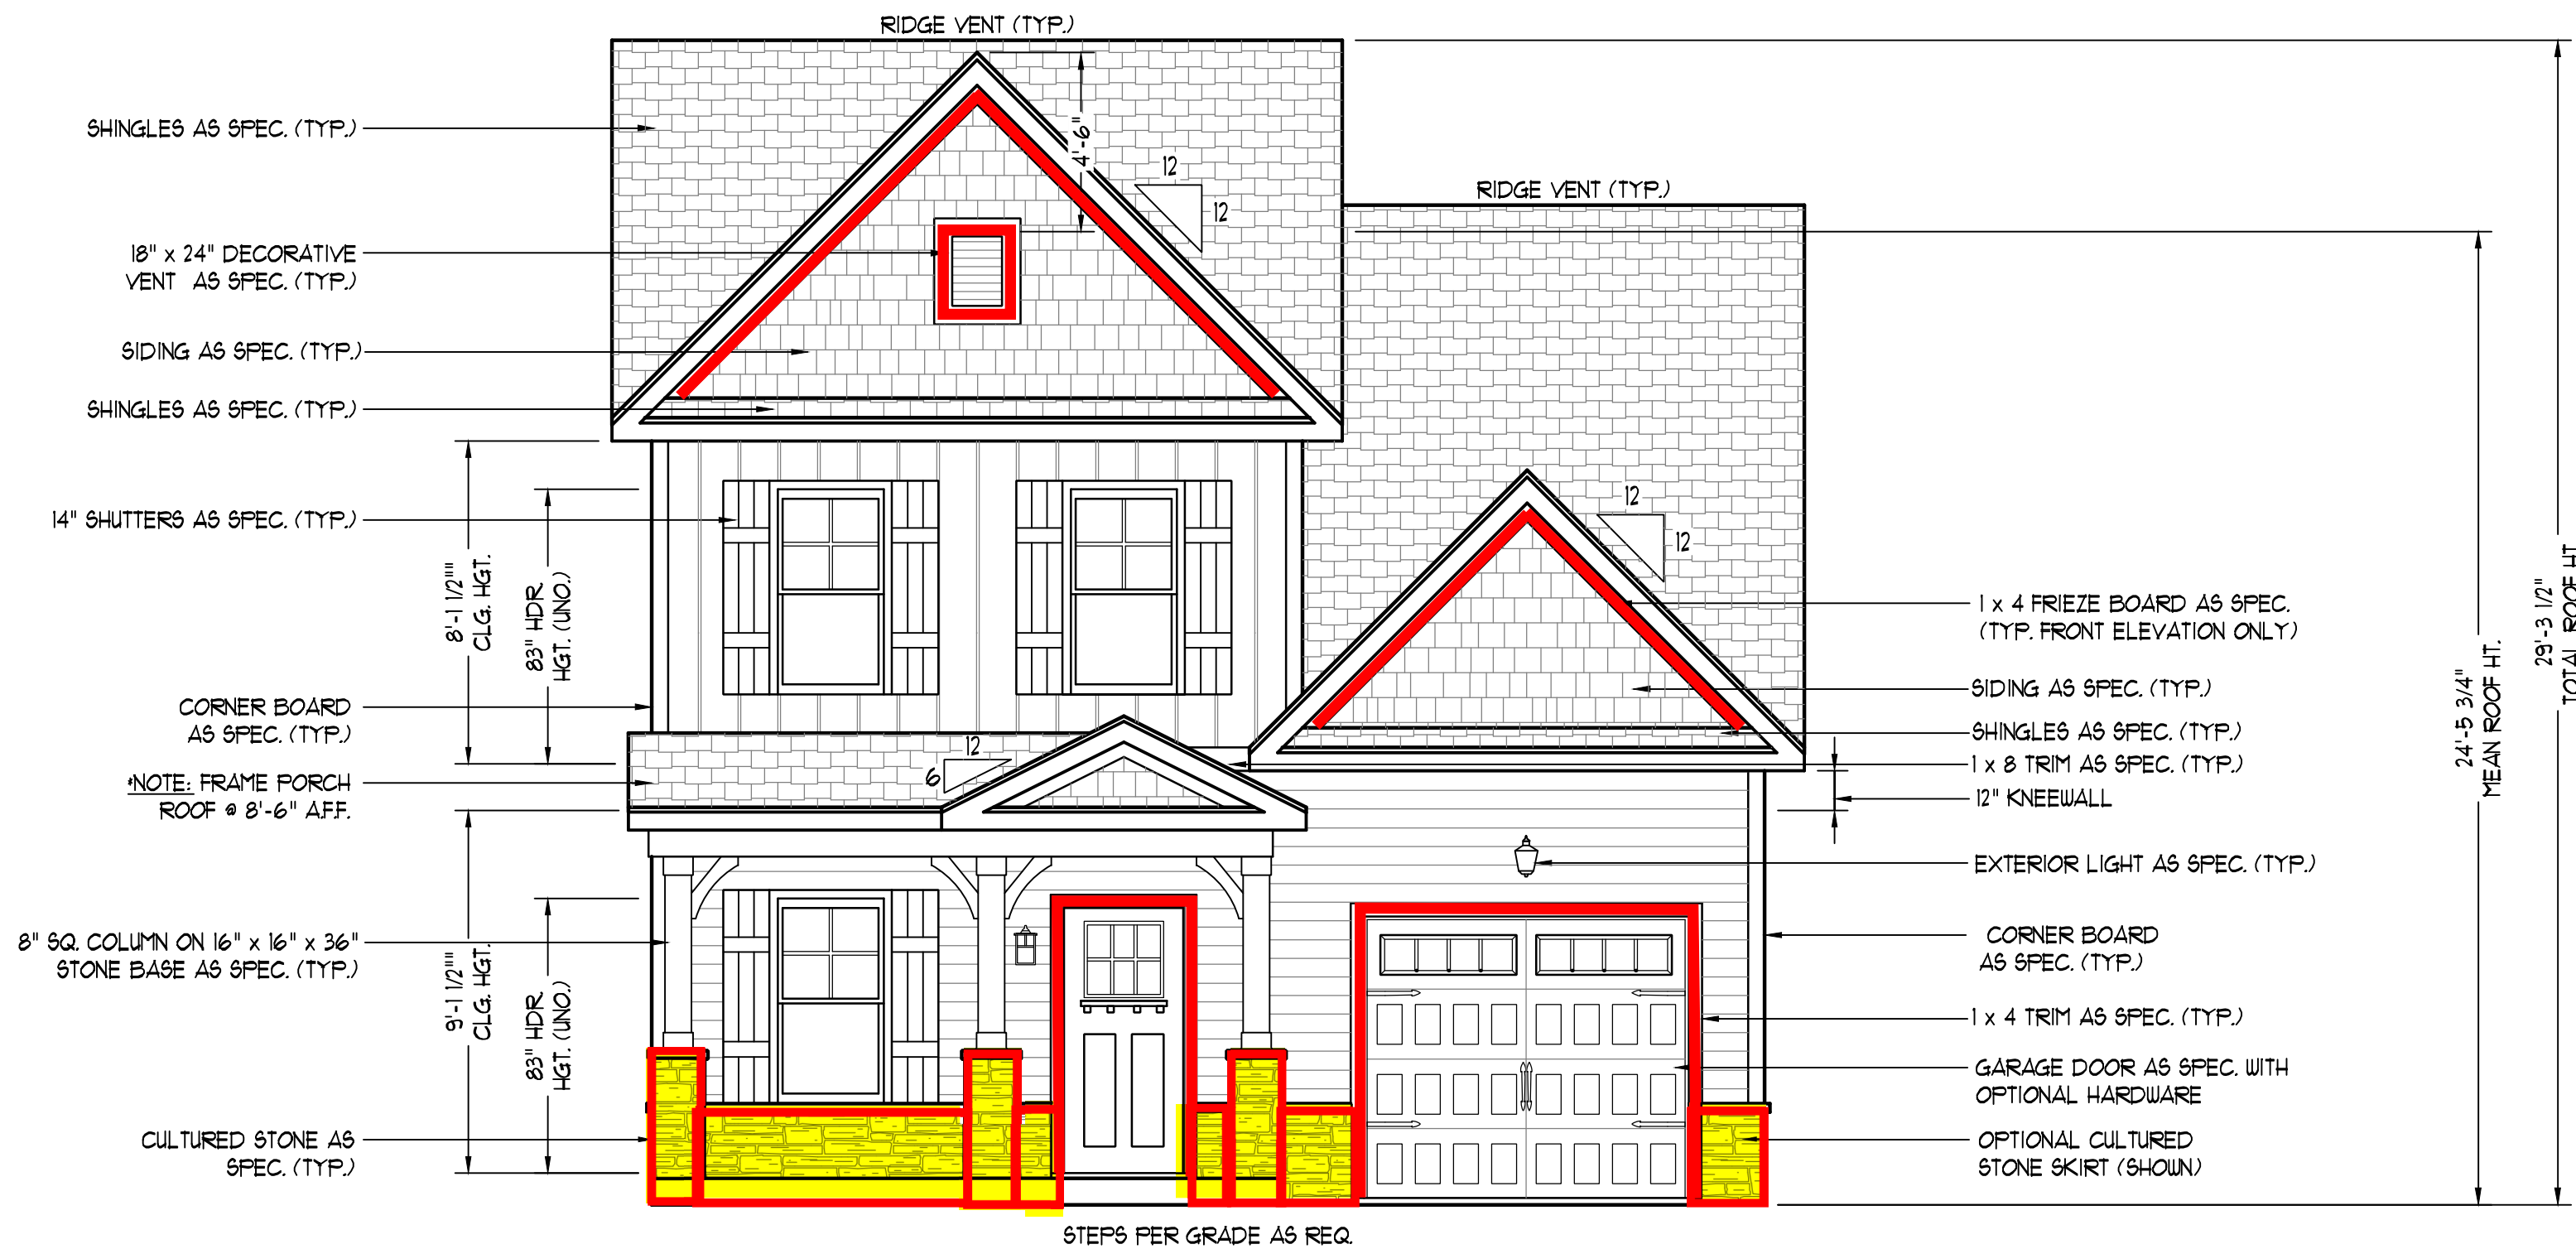 RIDGE VENT (TYP.)
SHINGLES AS SPEC. (TYP.)
4'-6"
12
12
RIDGE VENT (TYP.)
18" x 24" DECORATIVE
VENT AS SPEC. (TYP.)
SIDING AS SPEC. (TYP.)
SHINGLES AS SPEC. (TYP.)
14" SHUTTERS AS SPEC. (TYP.)
8'-1 1/2""
CLG. HGT.
83" HDR
HGT. (UNO.)
12
12
1 x 4 FRIEZE BOARD AS SPEC.
(TYP. FRONT ELEVATION ONLY)
SIDING AS SPEC. (TYP.)
SHINGLES AS SPEC. (TYP.)
1 x 8 TRIM AS SPEC. (TYP.)
12" KNEEWALL
24'-5 3/4"
MEAN ROOF HT.
29'-3 1/2"
TOTAL ROOF HT.
CORNER BOARD
AS SPEC. (TYP.)
*NOTE: FRAME PORCH
ROOF @ 8'-6" A.F.F.
12
6
EXTERIOR LIGHT AS SPEC. (TYP.)
8" SQ. COLUMN ON 16" x 16" x 36"
STONE BASE AS SPEC. (TYP.)
9'-1 1/2""
CLG. HGT.
83" HDR
HGT. (UNO.)
CORNER BOARD
AS SPEC. (TYP.)
1 x 4 TRIM AS SPEC. (TYP.)
GARAGE DOOR AS SPEC. WITH
OPTIONAL HARDWARE
CULTURED STONE AS
SPEC. (TYP.)
OPTIONAL CULTURED
STONE SKIRT (SHOWN)
STEPS PER GRADE AS REQ.